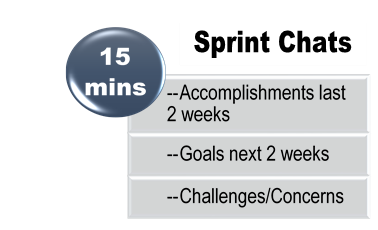 15
mins
Sprint Chats
--Accomplishments last
2 weeks
--Goals next 2 weeks
--Challenges/Concerns